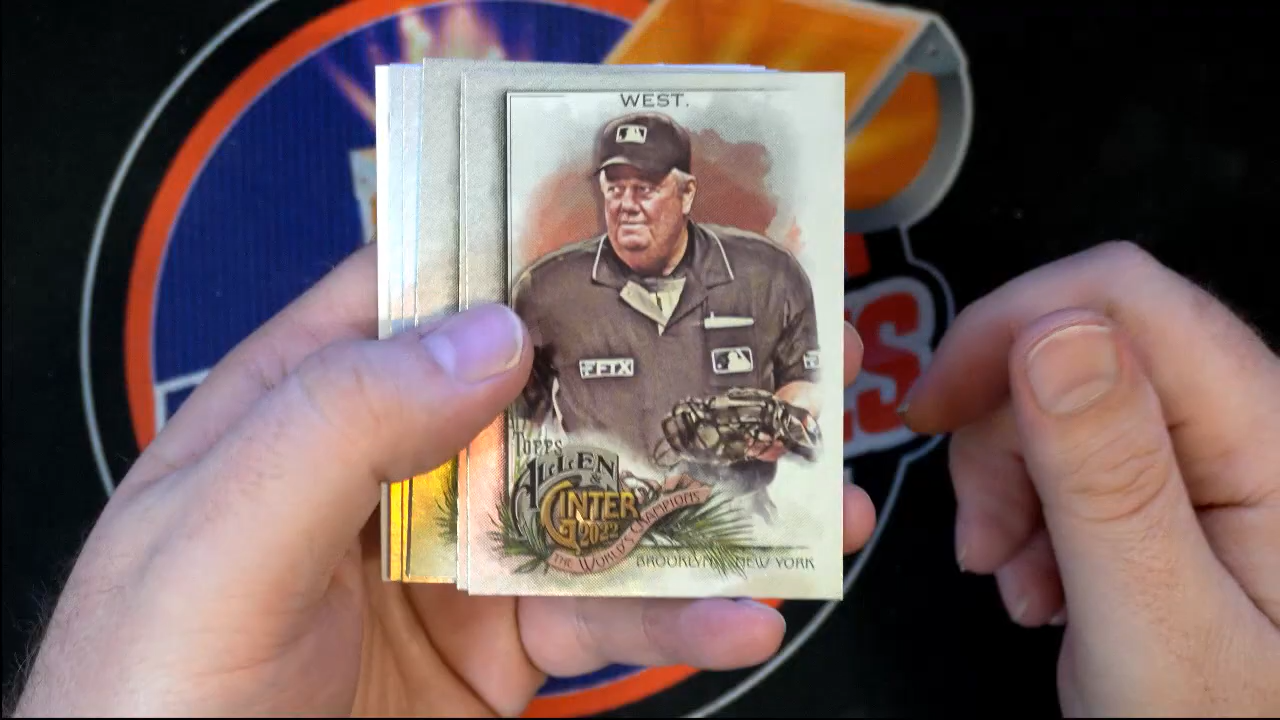 WEST.
FTX
TOPPS
ALLEN
&
GINTER
2022
THE WORLD'S CHAMPIONS
BROOKLYN, NEW YORK